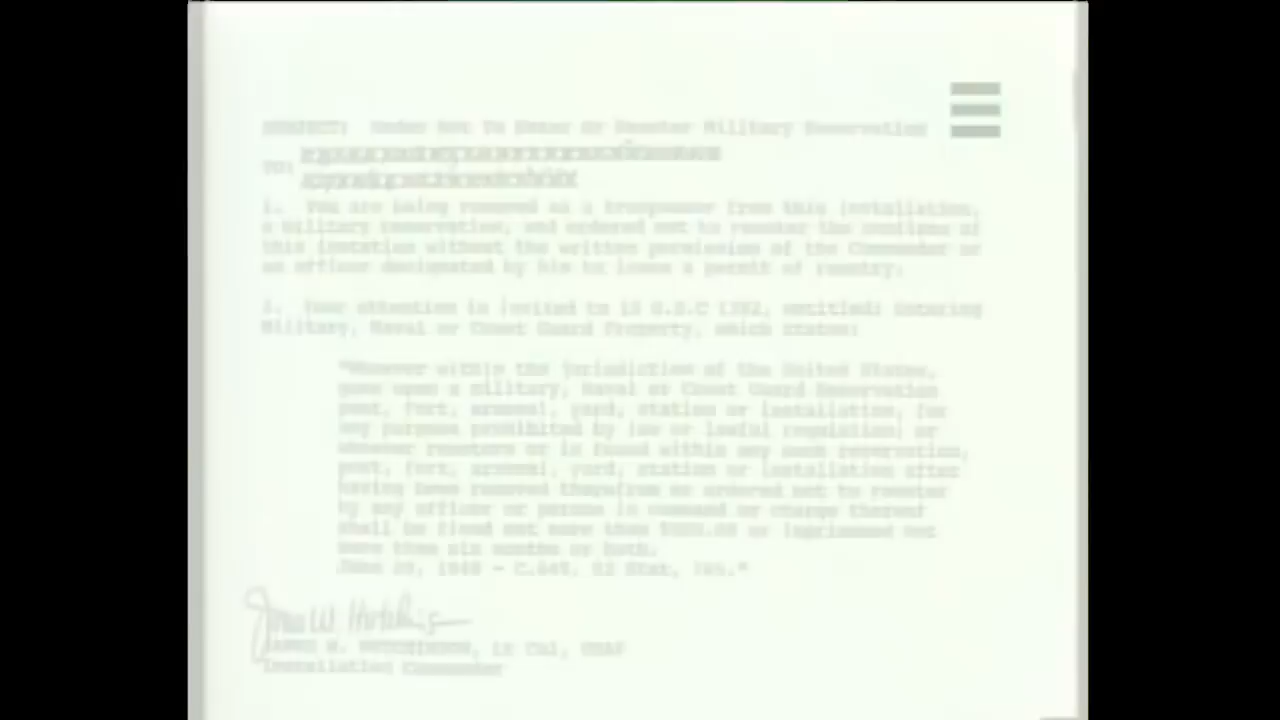 SUBJECT: Order Not To Enter Or Reenter Military Reservation
TO:
1. You are being removed as a trespasser from this installation,
a military reservation, and ordered not to reenter the confines of
this instation without the written permission of the Commander or
an officer designated by him to issue a permit of reentry.
2. Your attention is invited to 18 U.S.C 1382, entitled: Entering
Military, Naval or Coast Guard Property, which states:
"Whoever within the jurisdiction of the United States,
goes upon a military, Naval or Coast Guard Reservation
post, fort, arsenal, yard, station or installation, for
any purpose prohibited by law or lawful regulation; or
whoever reenters or is found within any such reservation,
post, fort, arsenal, yard, station or installation after
having been removed therefrom or ordered not to reenter
by any officer or person in command or charge thereof
shall be fined not more than $500.00 or imprisoned not
more than six months or both.
June 25, 1948 - C.645, 62 Stat,
JAMES W. Lt Col, USAF
Installation Commander